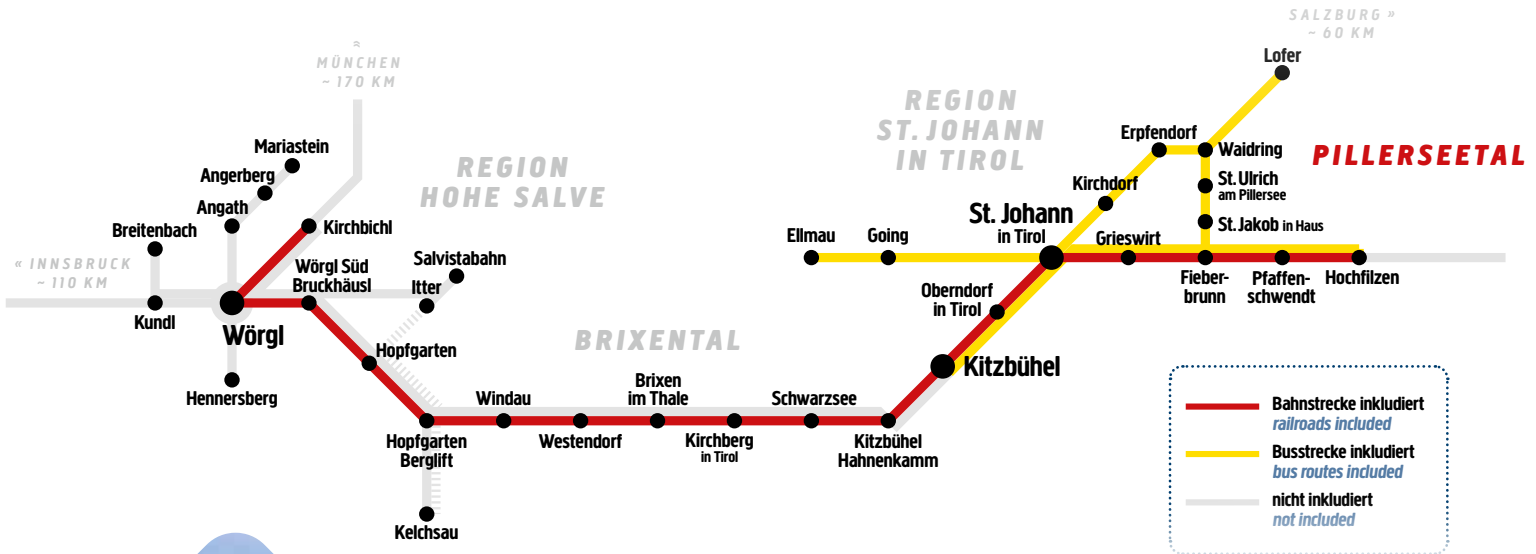 SALZBURG »
~ 60 KM
Lofer
»
MÜNCHEN
~ 170 KM
REGION
ST. JOHANN
IN TIROL
Erpfendorf
Waidring
PILLERSEETAL
Mariastein
REGION
HOHE SALVE
Angerberg
St. Ulrich
am Pillersee
Kirchdorf
Angath
Kirchbichl
St. Johann
in Tirol
St. Jakob in Haus
Breitenbach
Ellmau
Going
Grieswirt
« INNSBRUCK
~ 110 KM
Wörgl Süd
Bruckhäusl
Salvistabahn
Itter
Fieber-
brunn
Pfaffen-
schwendt
Hochfilzen
Oberndorf
in Tirol
Kundl
Wörgl
BRIXENTAL
Hopfgarten
Kitzbühel
Hennersberg
Windau
Brixen
im Thale
Schwarzsee
Hopfgarten
Berglift
Westendorf
Kirchberg
in Tirol
Kitzbühel
Hahnenkamm
Kelchsau
Bahnstrecke inkludiert
railroads included
Busstrecke inkludiert
bus routes included
nicht inkludiert
not included